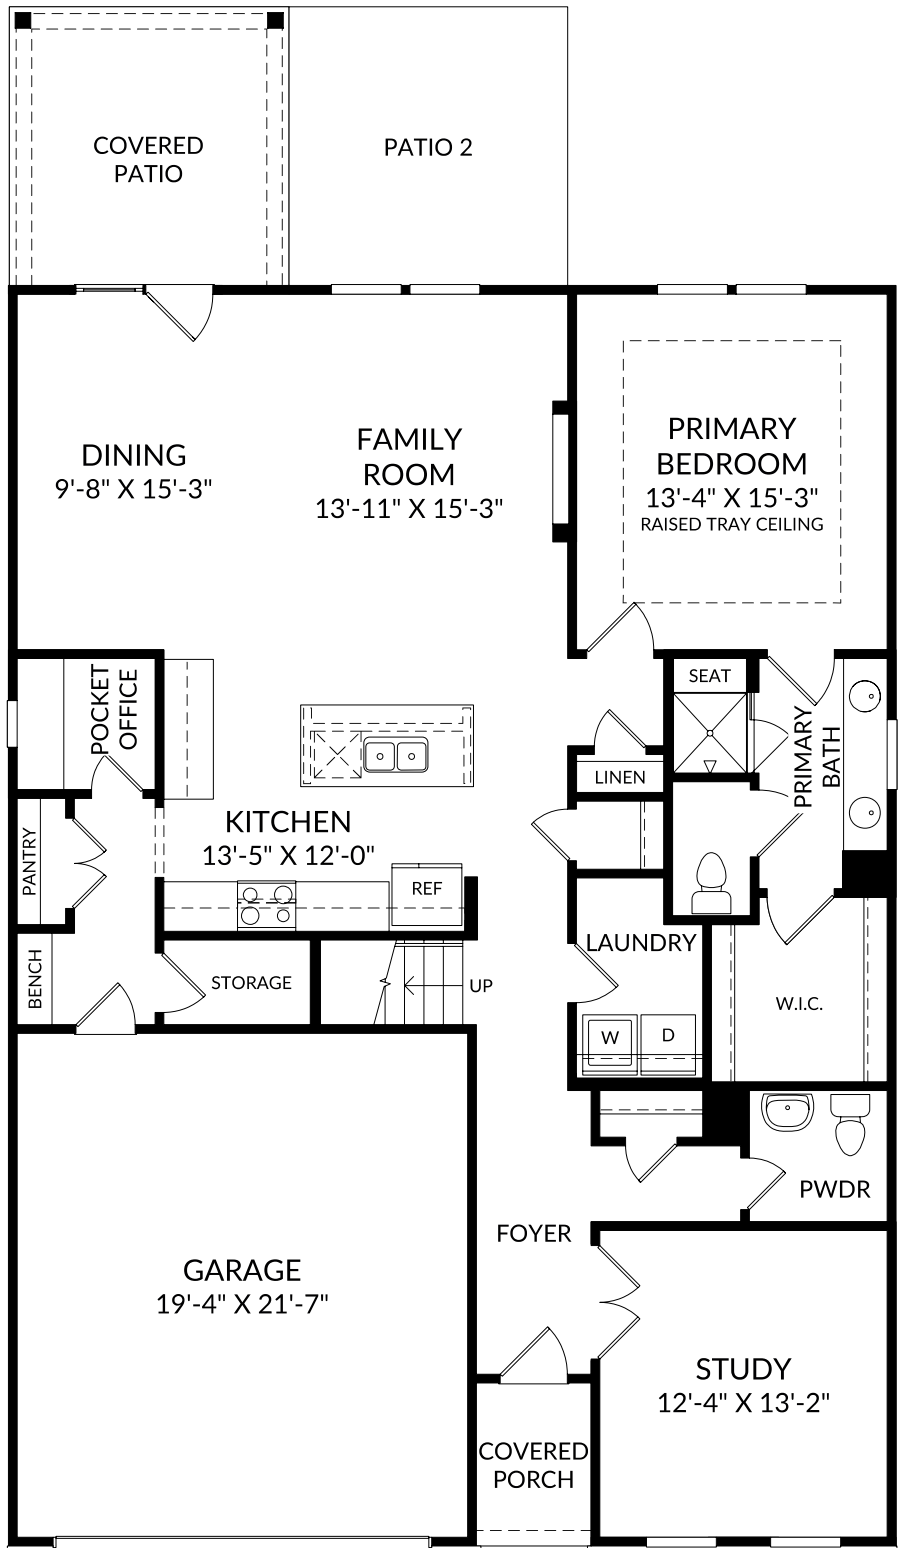 COVERED
PATIO
PATIO 2
DINING
9'-8" X 15'-3"
FAMILY
ROOM
13'-11" X 15'-3"
PRIMARY
BEDROOM
13'-4" X 15'-3"
RAISED TRAY CEILING
POCKET
OFFICE
SEAT
PRIMARY
BATH
LINEN
KITCHEN
13'-5" X 12'-0"
PANTRY
REF
BENCH
STORAGE
UP
LAUNDRY
W
D
W.I.C.
PWDR
FOYER
GARAGE
19'-4" X 21'-7"
STUDY
12'-4" X 13'-2"
COVERED
PORCH